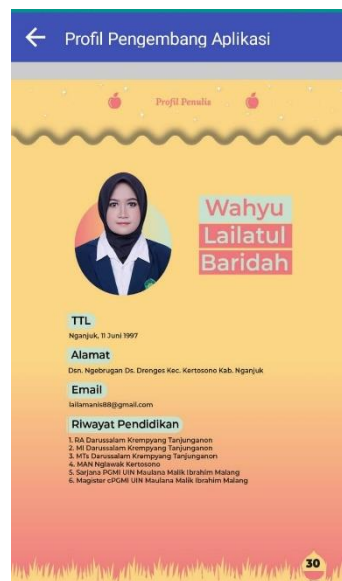 Profil Pengembang Aplikasi
Profil Penulis
Wahyu
Lailatul
Baridah
TTL
Nganjuk, 11 Juni 1997
Alamat
Dsn. Ngebrugan Ds. Drenges Kec. Kertosono Kab. Nganjuk
Email
lailamanis88@gmail.com
Riwayat Pendidikan
1. RA Darussalam Krempyang Tanjunganon
2. MI Darussalam Krempyang Tanjunganon
3. MTs Darussalam Krempyang Tanjunganon
4. MAN Nglawak Kertosono
5. Sarjana PGMI UIN Maulana Malik Ibrahim Malang
6. Magister cPGMI UIN Maulana Malik Ibrahim Malang
30